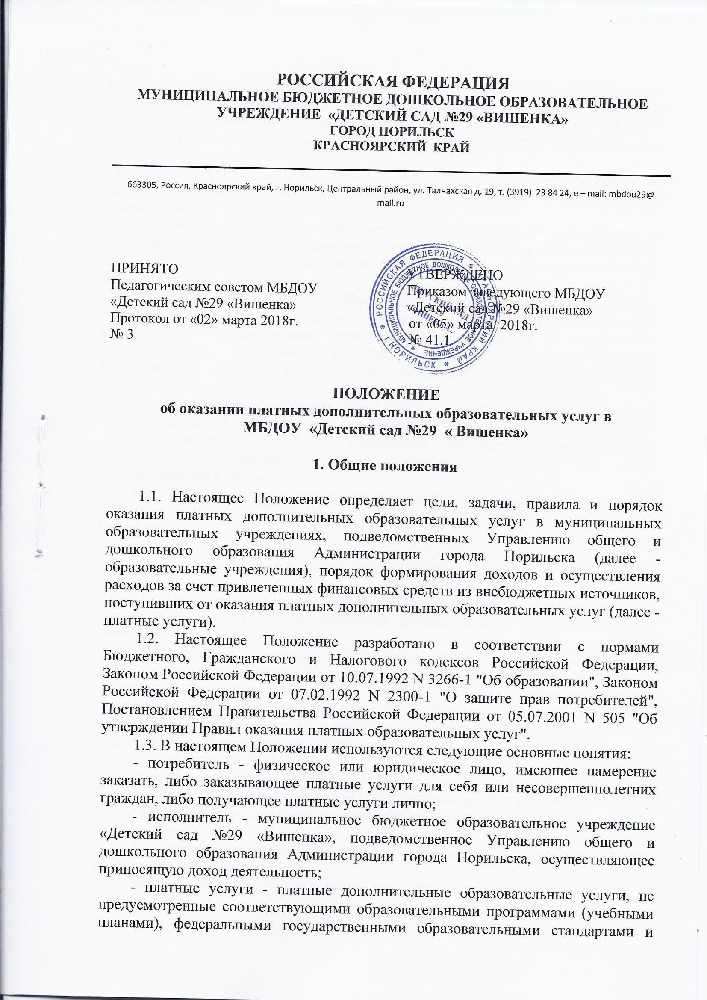 РОССИЙСКАЯ ФЕДЕРАЦИЯ
МУНИЦИПАЛЬНОЕ БЮДЖЕТНОЕ ДОШКОЛЬНОЕ ОБРАЗОВАТЕЛЬНОЕ
УЧРЕЖДЕНИЕ «ДЕТСКИЙ САД №29 «ВИШЕНКА»
ГОРОД НОРИЛЬСК
КРАСНОЯРСКИЙ КРАЙ
663305, Россия, Красноярский край, г. Норильск, Центральный район, ул. Талнахская д. 19, т. (3919) 23 84 24, е – mail: mbdou29@
mail.ru
ПРИНЯТО
Педагогическим советом МБДОУ
«Детский сад №29 «Вишенка»
Протокол от «02» марта 2018г.
№ 3
УТВЕРЖДЕНО
Приказом заведующего МБДОУ
«Детский сад №29 «Вишенка»
от «05» марта 2018г.
№ 41.1
* РОССИЙСКАЯ ФЕДЕРАЦИЯ * КРАСНОЯРСКИЙ КРАЙ * г НОРИЛЬСК
* МУНИЦИПАЛЬНОЕ БЮДЖЕТНОЕ ДОШКОЛЬНОЕ ОБРАЗОВАТЕЛЬНОЕ УЧРЕЖДЕНИЕ
«ДЕТСКИЙ САД
№ 29
«ВИШЕНКА»
ПОЛОЖЕНИЕ
об оказании платных дополнительных образовательных услуг в
МБДОУ «Детский сад №29 « Вишенка»
1. Общие положения
1.1. Настоящее Положение определяет цели, задачи, правила и порядок
оказания платных дополнительных образовательных услуг в муниципальных
образовательных учреждениях, подведомственных Управлению общего и
дошкольного образования Администрации города Норильска (далее -
образовательные учреждения), порядок формирования доходов и осуществления
расходов за счет привлеченных финансовых средств из внебюджетных источников,
поступивших от оказания платных дополнительных образовательных услуг (далее -
платные услуги).
1.2. Настоящее Положение разработано в соответствии с нормами
Бюджетного, Гражданского и Налогового кодексов Российской Федерации,
Законом Российской Федерации от 10.07.1992 N 3266-1 "Об образовании", Законом
Российской Федерации от 07.02.1992 N 2300-1 "О защите прав потребителей",
Постановлением Правительства Российской Федерации от 05.07.2001 N 505 "Об
утверждении Правил оказания платных образовательных услуг".
1.3. В настоящем Положении используются следующие основные понятия:
- потребитель - физическое или юридическое лицо, имеющее намерение
заказать, либо заказывающее платные услуги для себя или несовершеннолетних
граждан, либо получающее платные услуги лично;
- исполнитель - муниципальное бюджетное образовательное учреждение
«Детский сад №29 «Вишенка», подведомственное Управлению общего и
дошкольного образования Администрации города Норильска, осуществляющее
приносящую доход деятельность;
- платные услуги - платные дополнительные образовательные услуги, не
предусмотренные соответствующими образовательными программами (учебными
планами), федеральными государственными образовательными стандартами и